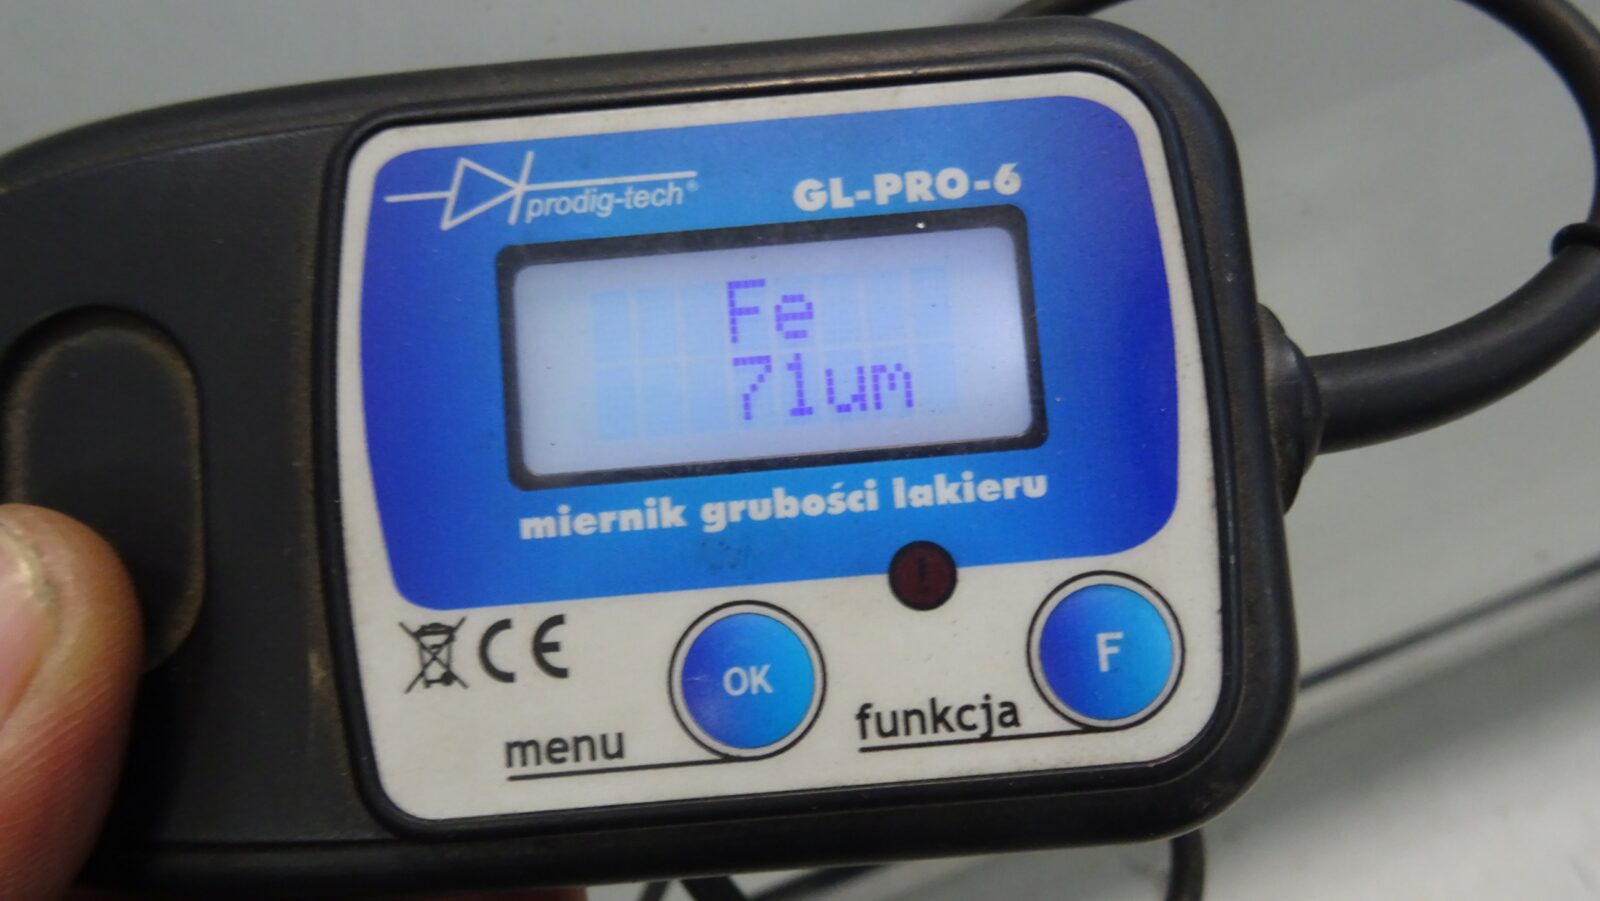 prodig-tech®
GL-PRO-6
Fe
71um
miernik grubości lakieru
!
CE
OK
F
menu
funkcja